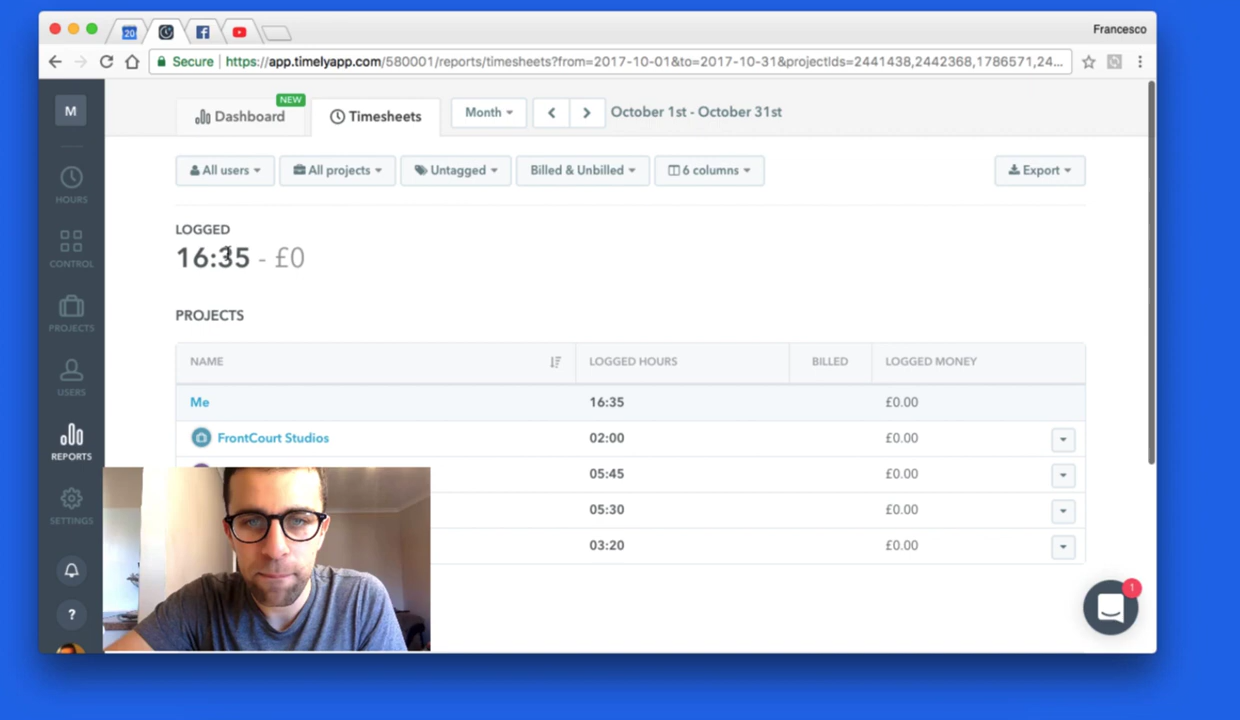 Francesco
20
Secure https://app.timelyapp.com/580001/reports/timesheets?from=2017-10-01&to=2017-10-31&projectIds=2441438,2442368,1786571,24...
M
NEW
Dashboard
Timesheets
Month
October 1st - October 31st
All users
All projects
Untagged
Billed & Unbilled
6 columns
Export
HOURS
CONTROL
PROJECTS
USERS
REPORTS
SETTINGS
?
LOGGED
16:35 - £0
PROJECTS
NAME LOGGED HOURS BILLED LOGGED MONEY
Me 16:35 £0.00
FrontCourt Studios 02:00 £0.00
05:45 £0.00
05:30 £0.00
03:20 £0.00
1